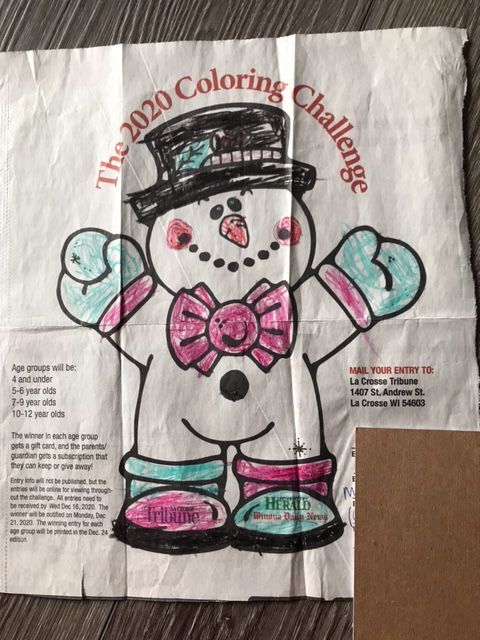 The 2020 Coloring Challenge
Age groups will be:
4 and under
5-6 year olds
7-9 year olds
10-12 year olds
The winner in each age group
gets a gift card, and the parents/
guardian gets a subscription that
they can keep or give away!
Entry info will not be published, but the
entries will be online for viewing through-
out the challenge. All entries need
to be received by Wed Dec 16, 2020. The
winner will be notified on Monday, Dec
21, 2020. The winning entry for each
age group will be printed in the Dec. 24
edition.
MAIL YOUR ENTRY TO:
La Crosse Tribune
1407 St. Andrew St.
La Crosse WI 54603
LA CROSSE
Tribune
HERALD
Winona Daily News